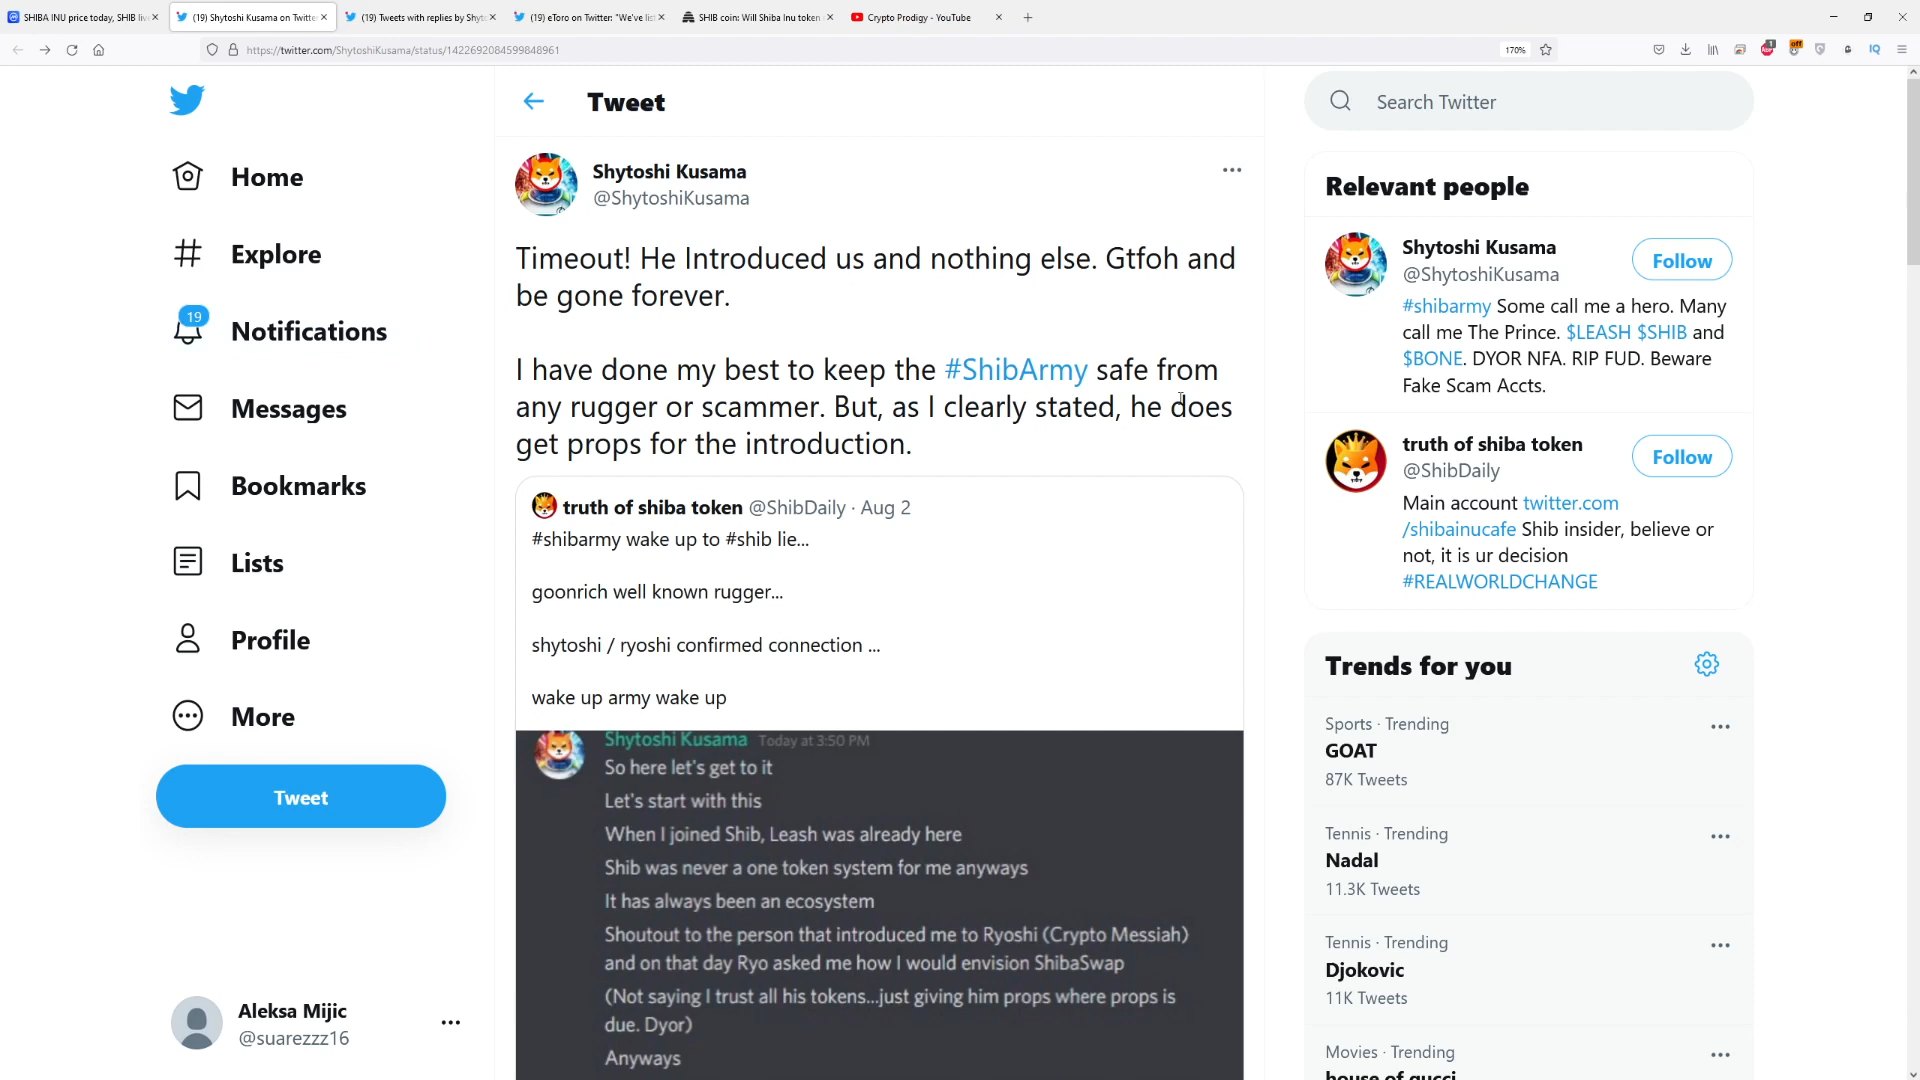 SHIBA INU price today, SHIB live
(19) Shytoshi Kusama on Twitter:
(19) Tweets with replies by Shyto
(19) eToro on Twitter: "We've list
SHIB coin: Will Shiba Inu token
Crypto Prodigy - YouTube
https://twitter.com/ShytoshiKusama/status/1422692084599848961
170%
1
off
IQ
Home
Explore
19
Notifications
Messages
Bookmarks
Lists
Profile
More
Tweet
Aleksa Mijic
@suarezzz16
Tweet
Shytoshi Kusama
@ShytoshiKusama
Timeout! He Introduced us and nothing else. Gtfoh and
be gone forever.
I have done my best to keep the #ShibArmy safe from
any rugger or scammer. But, as I clearly stated, he does
get props for the introduction.
truth of shiba token @ShibDaily · Aug 2
#shibarmy wake up to #shib lie...
goonrich well known rugger...
shytoshi / ryoshi confirmed connection ...
wake up army wake up
Shytoshi Kusama Today at 3:50 PM
So here let's get to it
Let's start with this
When I joined Shib, Leash was already here
Shib was never a one token system for me anyways
It has always been an ecosystem
Shoutout to the person that introduced me to Ryoshi (Crypto Messiah)
and on that day Ryo asked me how I would envision ShibaSwap
(Not saying I trust all his tokens...just giving him props where props is
due. Dyor)
Anyways
Search Twitter
Relevant people
Shytoshi Kusama
@ShytoshiKusama
Follow
#shibarmy Some call me a hero. Many
call me The Prince. $LEASH $SHIB and
$BONE. DYOR NFA. RIP FUD. Beware
Fake Scam Accts.
truth of shiba token
@ShibDaily
Follow
Main account twitter.com
/shibainucafe Shib insider, believe or
not, it is ur decision
#REALWORLDCHANGE
Trends for you
Sports · Trending
GOAT
87K Tweets
Tennis · Trending
Nadal
11.3K Tweets
Tennis · Trending
Djokovic
11K Tweets
Movies · Trending
house of gucci